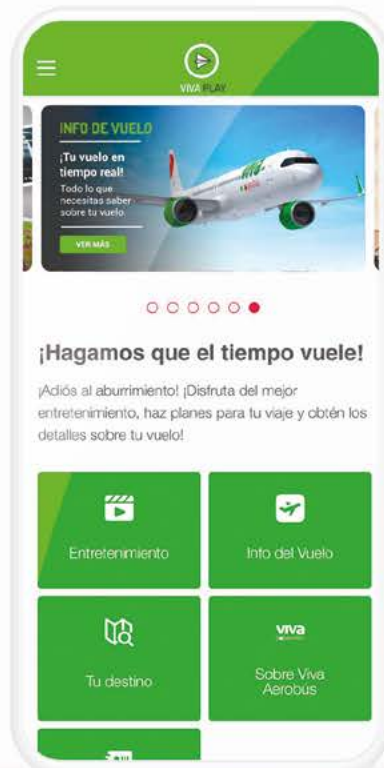 VIVA PLAY
INFO DE VUELO
¡Tu vuelo en
tiempo real!
Todo lo que
necesitas saber
sobre tu vuelo
VER MÁS
viva
¡Hagamos que el tiempo vuele!
¡Adiós al aburrimiento! ¡Disfruta del mejor
entretenimiento, haz planes para tu viaje y obtén los
detalles sobre tu vuelo!
Entretenimiento
Info del Vuelo
Tu destino
viva
Sobre Viva
Aerobus